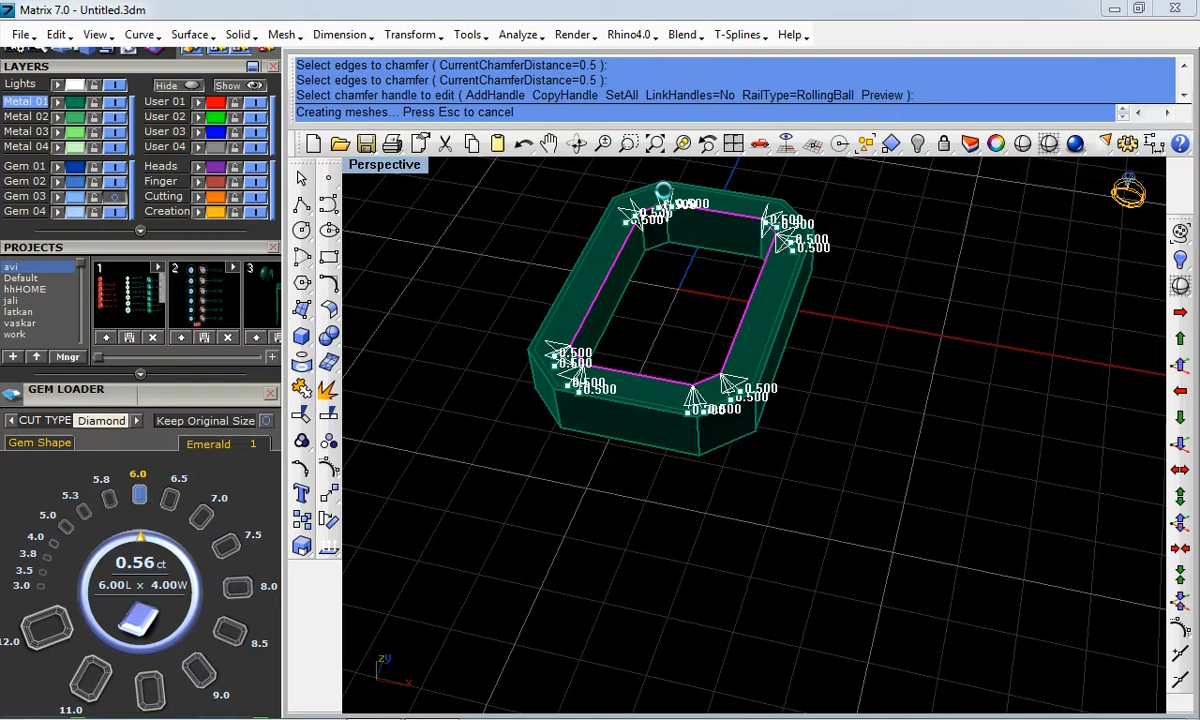 Matrix 7.0 - Untitled.3dm
File Edit View Curve Surface Solid Mesh Dimension Transform Tools Analyze Render Rhino4.0 Blend T-Splines Help
Select edges to chamfer ( CurrentChamferDistance=0.5 ):
Select edges to chamfer ( CurrentChamferDistance=0.5 ):
Select chamfer handle to edit ( AddHandle CopyHandle SetAll LinkHandles=No RailType=RollingBall Preview ):
Creating meshes... Press Esc to cancel
LAYERS
Lights Hide Show
Metal 01 User 01
Metal 02 User 02
Metal 03 User 03
Metal 04 User 04
Gem 01 Heads
Gem 02 Finger
Gem 03 Cutting
Gem 04 Creation
PROJECTS
avi
Default
hhHOME
jali
latkan
vaskar
work
1 2 3
Mngr
GEM LOADER
CUT TYPE Diamond Keep Original Size
Gem Shape Emerald 1
6.0
5.8 6.5
5.3 7.0
5.0
4.0 7.5
3.8
3.5
3.0 8.0
0.56 ct
6.00L x 4.00W
12.0 8.5
9.0
11.0
Perspective
0.500
0.500
0.500
0.500
0.500
0.500
0.500
0.500
0.500
0.500
0.500
0.500
z y
x